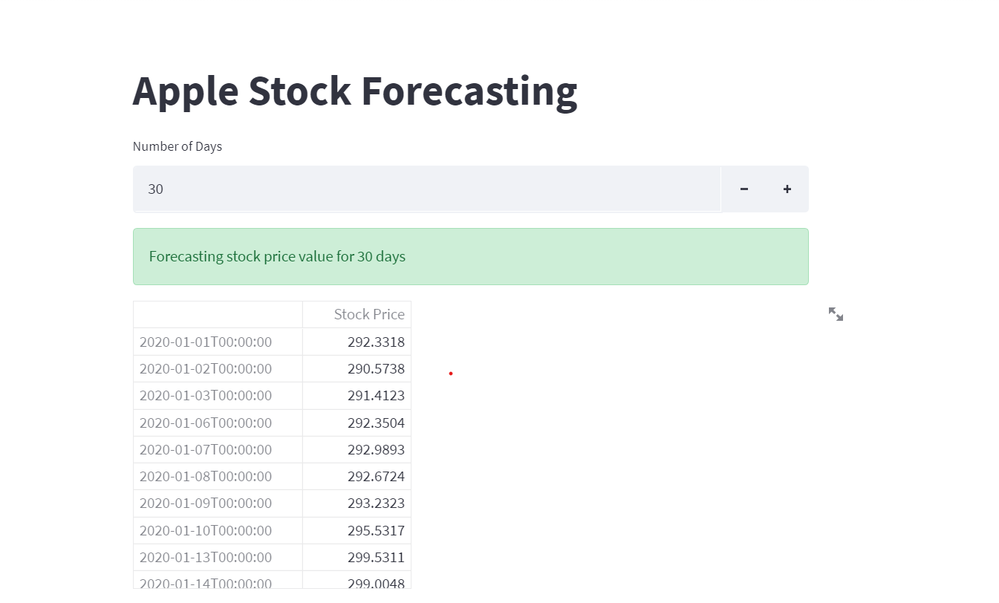 Apple Stock Forecasting
Number of Days
30 − +
Forecasting stock price value for 30 days
Stock Price
2020-01-01T00:00:00 292.3318
2020-01-02T00:00:00 290.5738
2020-01-03T00:00:00 291.4123
2020-01-06T00:00:00 292.3504
2020-01-07T00:00:00 292.9893
2020-01-08T00:00:00 292.6724
2020-01-09T00:00:00 293.2323
2020-01-10T00:00:00 295.5317
2020-01-13T00:00:00 299.5311
2020-01-14T00:00:00 299.0048